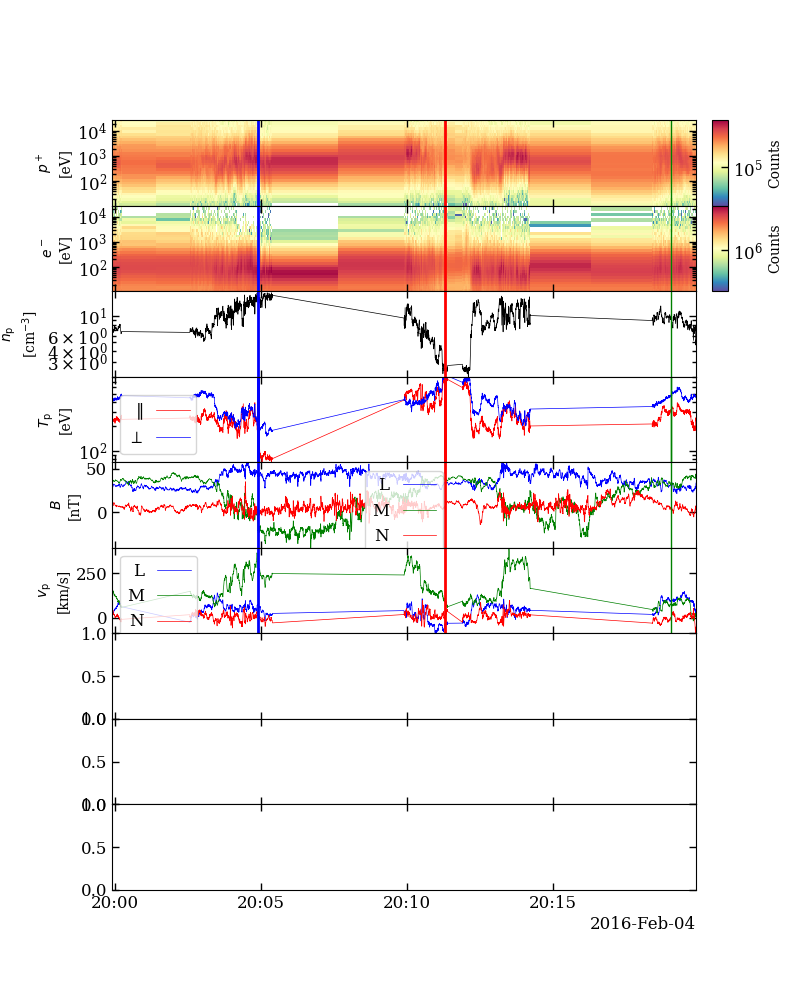 10⁴
10³
10²
p⁺
[eV]
10⁵
Counts
10⁴
10³
10²
e⁻
[eV]
10⁶
Counts
10¹
6 × 10⁰
4 × 10⁰
3 × 10⁰
nₚ
[cm⁻³]
∥
⊥
10²
Tₚ
[eV]
50
0
B
[nT]
L
M
N
250
0
vₚ
[km/s]
L
M
N
1.0
0.5
0.0
1.0
0.5
0.0
1.0
0.5
0.0
20:00
20:05
20:10
20:15
2016-Feb-04